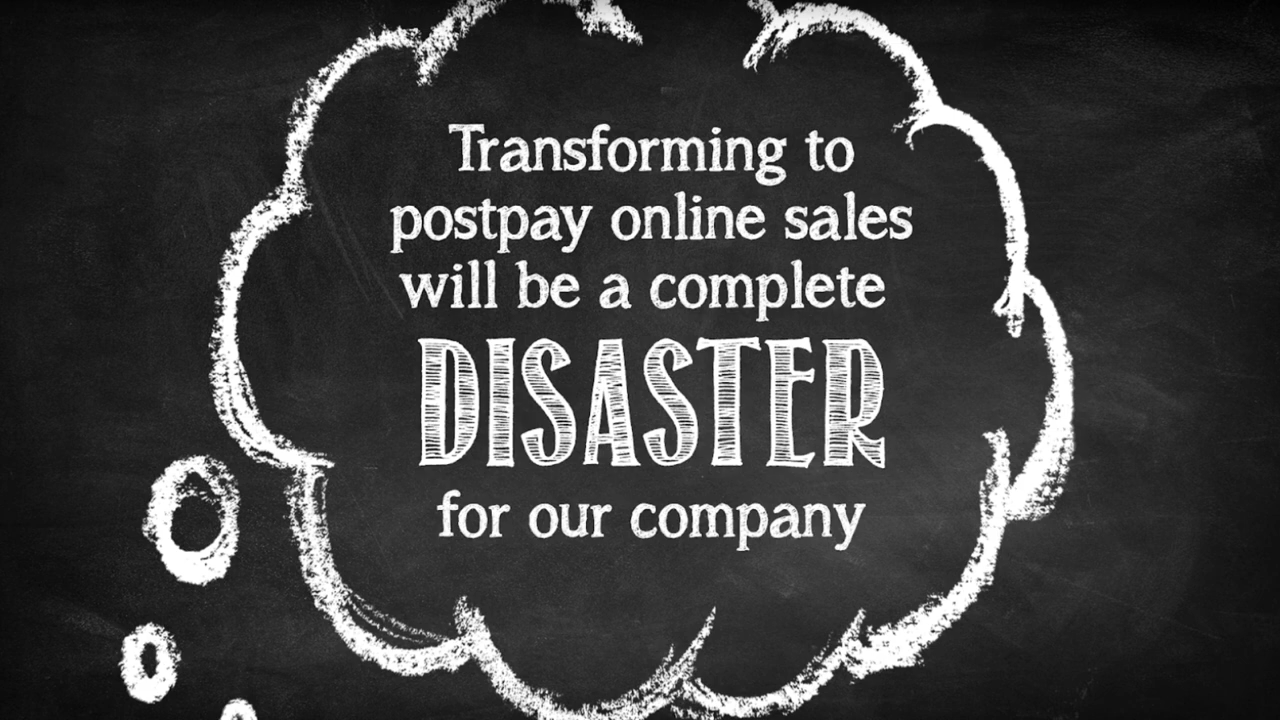 Transforming to
postpay online sales
will be a complete
DISASTER
for our company